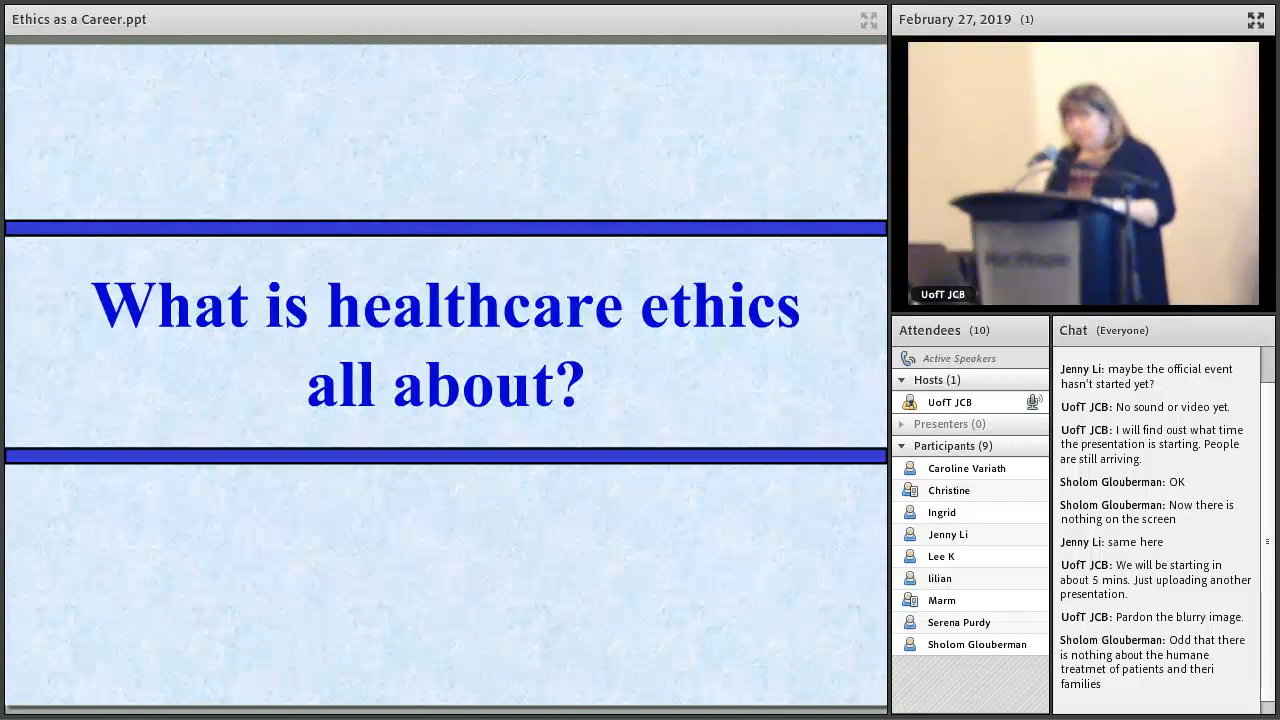 Ethics as a Career.ppt
What is healthcare ethics
all about?
February 27, 2019 (1)
UofT JCB
Attendees (10)
Active Speakers
Hosts (1)
UofT JCB
Presenters (0)
Participants (9)
Caroline Variath
Christine
Ingrid
Jenny Li
Lee K
lilian
Marm
Serena Purdy
Sholom Glouberman
Chat (Everyone)
Jenny Li: maybe the official event
hasn't started yet?
UofT JCB: No sound or video yet.
UofT JCB: I will find oust what time
the presentation is starting. People
are still arriving.
Sholom Glouberman: OK
Sholom Glouberman: Now there is
nothing on the screen
Jenny Li: same here
UofT JCB: We will be starting in
about 5 mins. Just uploading another
presentation.
UofT JCB: Pardon the blurry image.
Sholom Glouberman: Odd that there
is nothing about the humane
treatmet of patients and theri
families